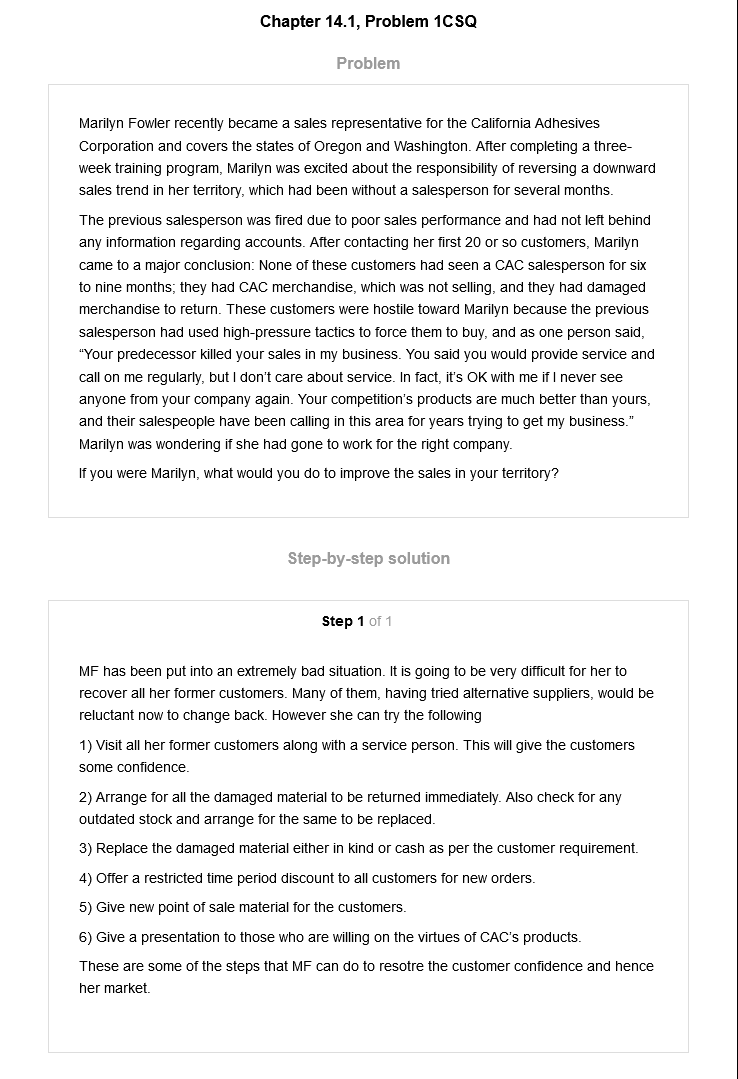 Chapter 14.1, Problem 1CSQ
Problem
Marilyn Fowler recently became a sales representative for the California Adhesives
Corporation and covers the states of Oregon and Washington. After completing a three-
week training program, Marilyn was excited about the responsibility of reversing a downward
sales trend in her territory, which had been without a salesperson for several months.
The previous salesperson was fired due to poor sales performance and had not left behind
any information regarding accounts. After contacting her first 20 or so customers, Marilyn
came to a major conclusion: None of these customers had seen a CAC salesperson for six
to nine months; they had CAC merchandise, which was not selling, and they had damaged
merchandise to return. These customers were hostile toward Marilyn because the previous
salesperson had used high-pressure tactics to force them to buy, and as one person said,
“Your predecessor killed your sales in my business. You said you would provide service and
call on me regularly, but I don’t care about service. In fact, it’s OK with me if I never see
anyone from your company again. Your competition’s products are much better than yours,
and their salespeople have been calling in this area for years trying to get my business.”
Marilyn was wondering if she had gone to work for the right company.
If you were Marilyn, what would you do to improve the sales in your territory?
Step-by-step solution
Step 1 of 1
MF has been put into an extremely bad situation. It is going to be very difficult for her to
recover all her former customers. Many of them, having tried alternative suppliers, would be
reluctant now to change back. However she can try the following
1) Visit all her former customers along with a service person. This will give the customers
some confidence.
2) Arrange for all the damaged material to be returned immediately. Also check for any
outdated stock and arrange for the same to be replaced.
3) Replace the damaged material either in kind or cash as per the customer requirement.
4) Offer a restricted time period discount to all customers for new orders.
5) Give new point of sale material for the customers.
6) Give a presentation to those who are willing on the virtues of CAC’s products.
These are some of the steps that MF can do to resotre the customer confidence and hence
her market.